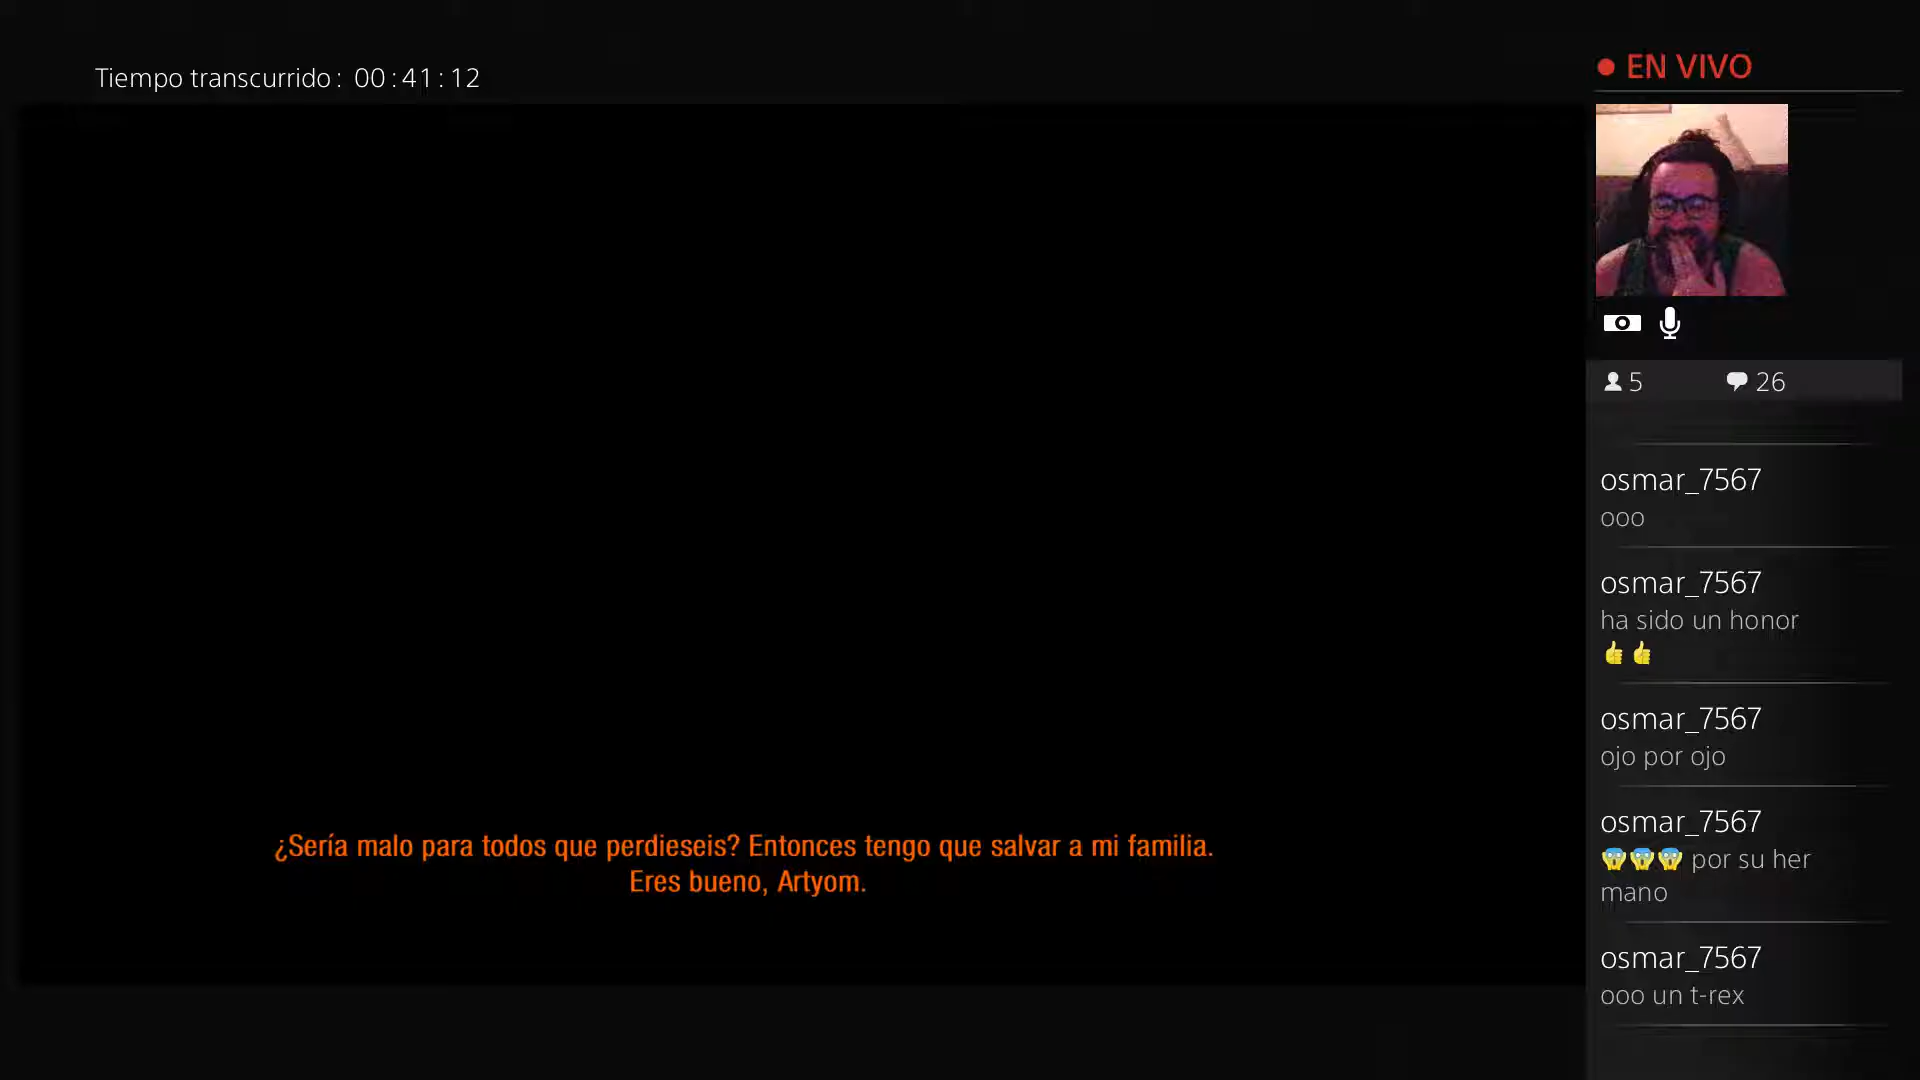 Tiempo transcurrido: 00:41:12
EN VIVO
5 26
osmar_7567
ooo
osmar_7567
ha sido un honor
👍👍
osmar_7567
ojo por ojo
osmar_7567
😱😱😱 por su her
mano
osmar_7567
ooo un t-rex
¿Sería malo para todos que perdieseis? Entonces tengo que salvar a mi familia.
Eres bueno, Artyom.